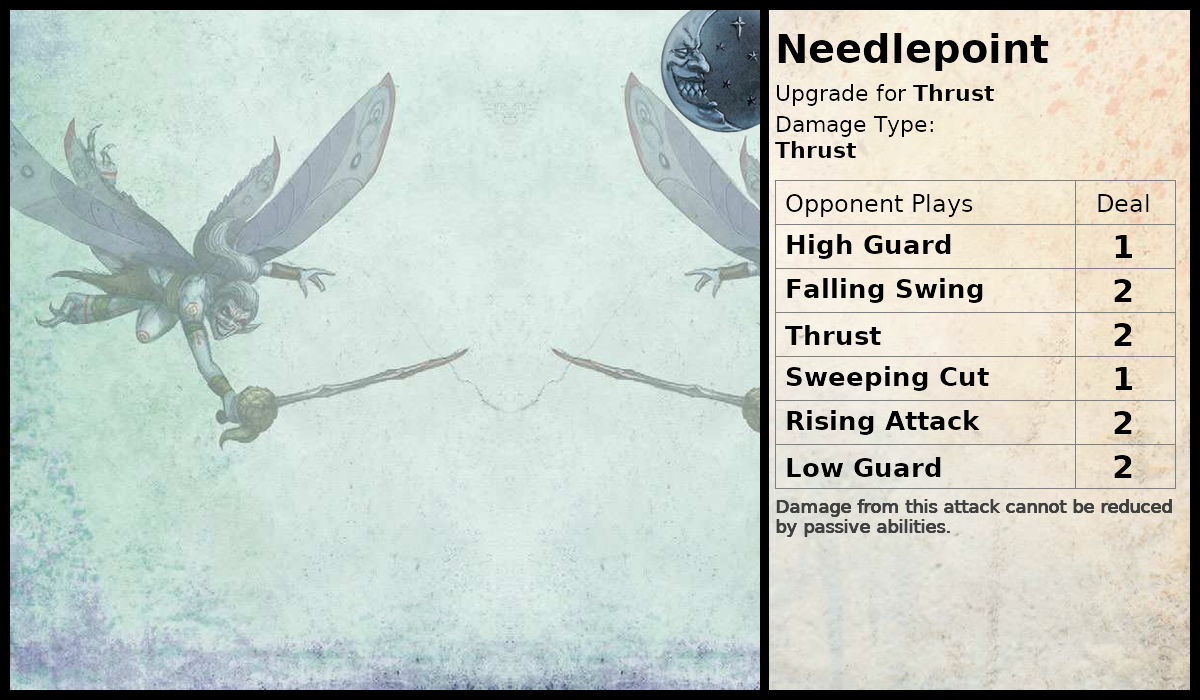 Needlepoint
Upgrade for Thrust
Damage Type:
Thrust
Opponent Plays Deal
High Guard 1
Falling Swing 2
Thrust 2
Sweeping Cut 1
Rising Attack 2
Low Guard 2
Damage from this attack cannot be reduced
by passive abilities.